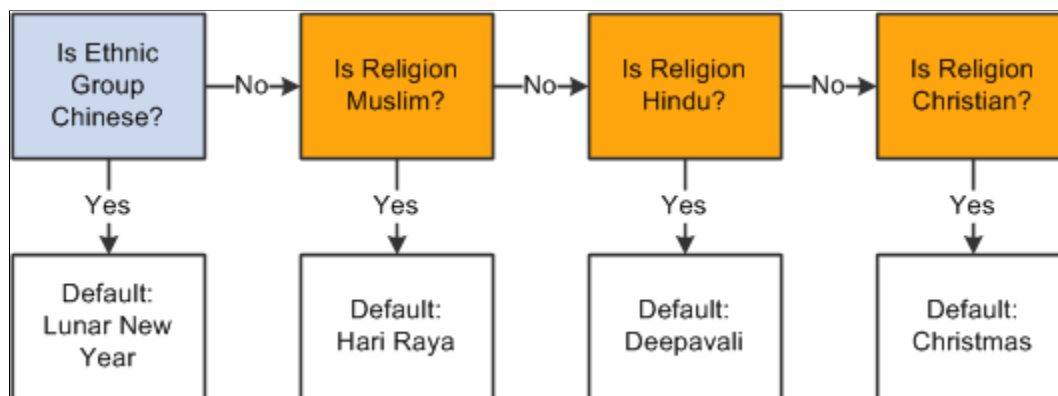 Is Ethnic
Group
Chinese?
No
Is Religion
Muslim?
No
Is Religion
Hindu?
No
Is Religion
Christian?
Yes
Yes
Yes
Yes
Default:
Lunar New
Year
Default:
Hari Raya
Default:
Deepavali
Default:
Christmas